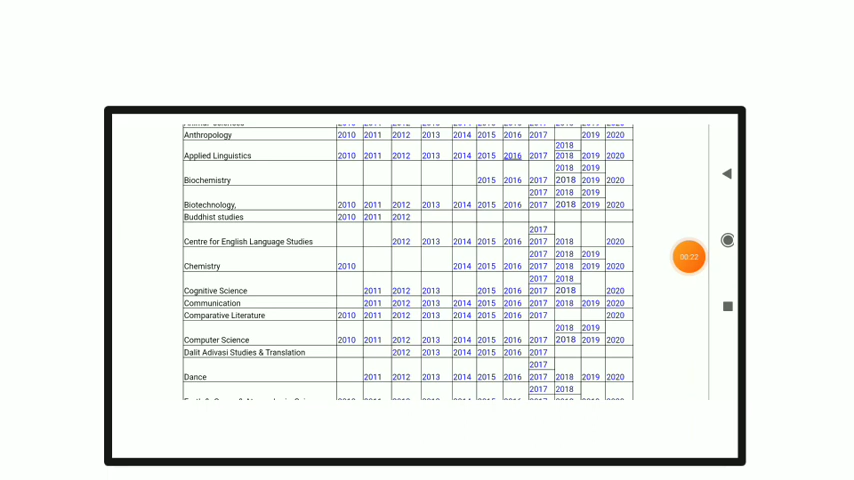 Anthropology 2010 2011 2012 2013 2014 2015 2016 2017 2019 2020
2018
Applied Linguistics 2010 2011 2012 2013 2014 2015 2016 2017 2018 2019 2020
2018 2019
Biochemistry 2015 2016 2017 2018 2019 2020
2017 2018 2019
Biotechnology, 2010 2011 2012 2013 2014 2015 2016 2017 2018 2019 2020
Buddhist studies 2010 2011 2012
2017
Centre for English Language Studies 2012 2013 2014 2015 2016 2017 2018 2020
2017 2018 2019
Chemistry 2010 2014 2015 2016 2017 2018 2019 2020
2017 2018
Cognitive Science 2011 2012 2013 2015 2016 2017 2018 2020
Communication 2011 2012 2013 2014 2015 2016 2017 2018 2019 2020
Comparative Literature 2010 2011 2012 2013 2014 2015 2016 2017 2020
2018 2019
Computer Science 2010 2011 2012 2013 2014 2015 2016 2017 2018 2019 2020
Dalit Adivasi Studies & Translation 2012 2013 2014 2015 2016 2017
2017
Dance 2011 2012 2013 2014 2015 2016 2017 2018 2019 2020
2017 2018
00:22